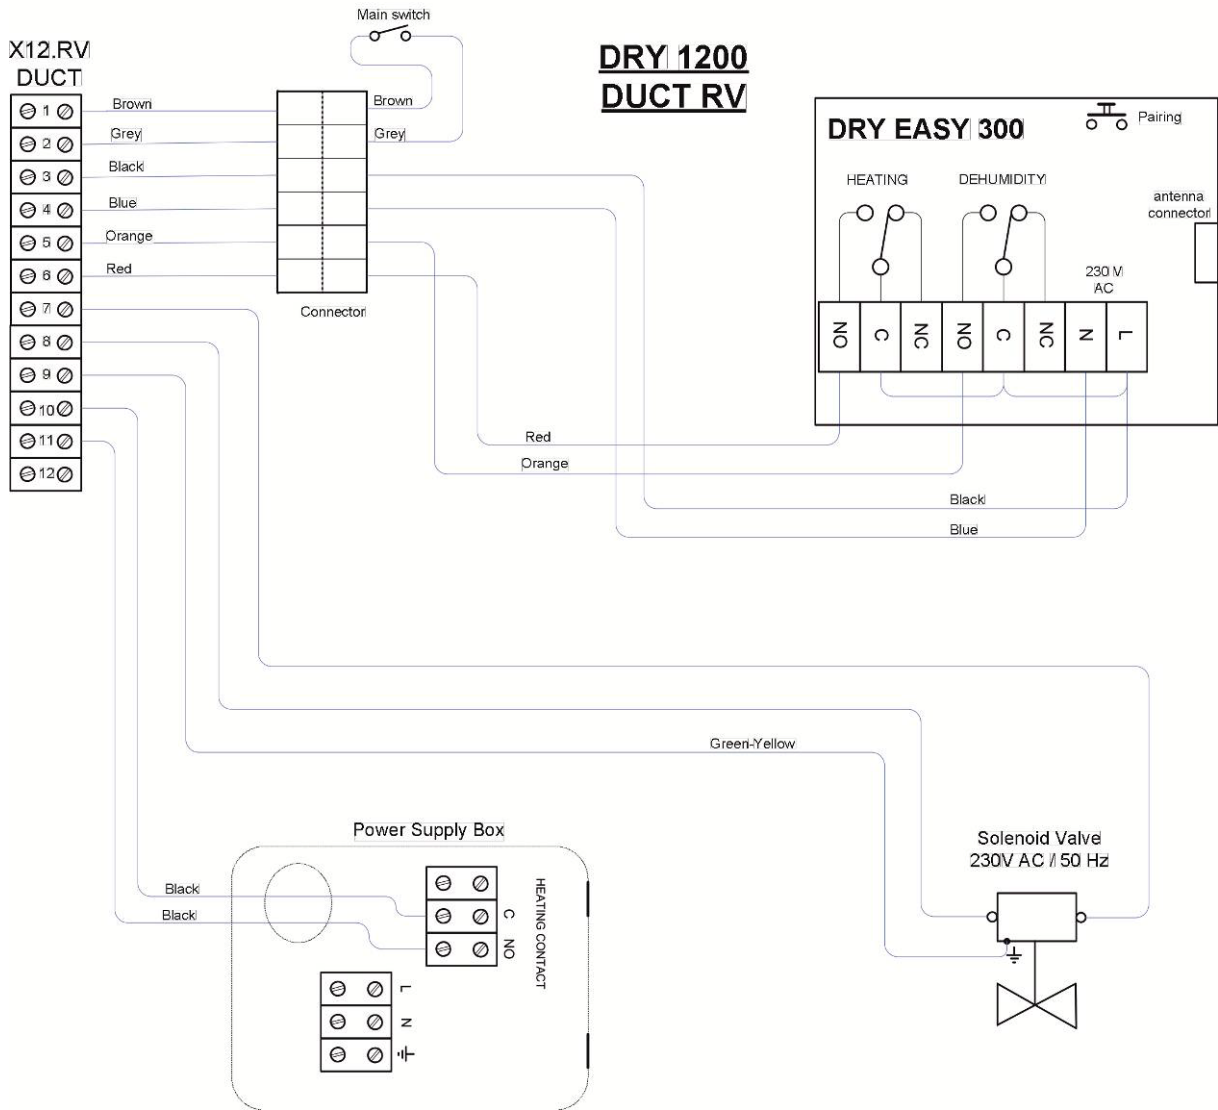 Main switch
X12.RV
DUCT
DRY 1200
DUCT RV
1
Brown
Brown
2
Grey
Grey
3
Black
4
Blue
5
Orange
6
Red
7
8
9
10
11
12
Connector
DRY EASY 300
Pairing
HEATING
DEHUMIDITY
antenna
connector
230 V
AC
NO
C
NC
NO
C
NC
N
L
Red
Orange
Black
Blue
Green-Yellow
Power Supply Box
Solenoid Valve
230V AC / 50 Hz
Black
Black
C
NO
HEATING CONTACT
L
N